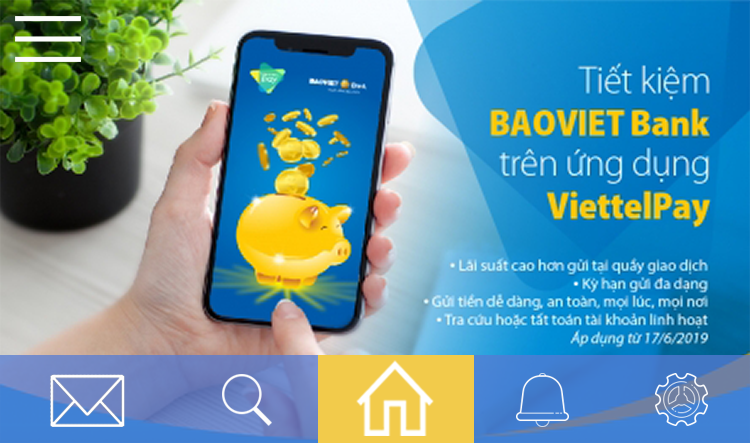 Tiết kiệm
BAOVIET Bank
trên ứng dụng
ViettelPay
• Lãi suất cao hơn gửi tại quầy giao dịch
• Kỳ hạn gửi đa dạng
• Gửi tiền dễ dàng, an toàn, mọi lúc, mọi nơi
• Tra cứu hoặc tất toán tài khoản linh hoạt
Áp dụng từ 17/6/2019
BAOVIET Bank